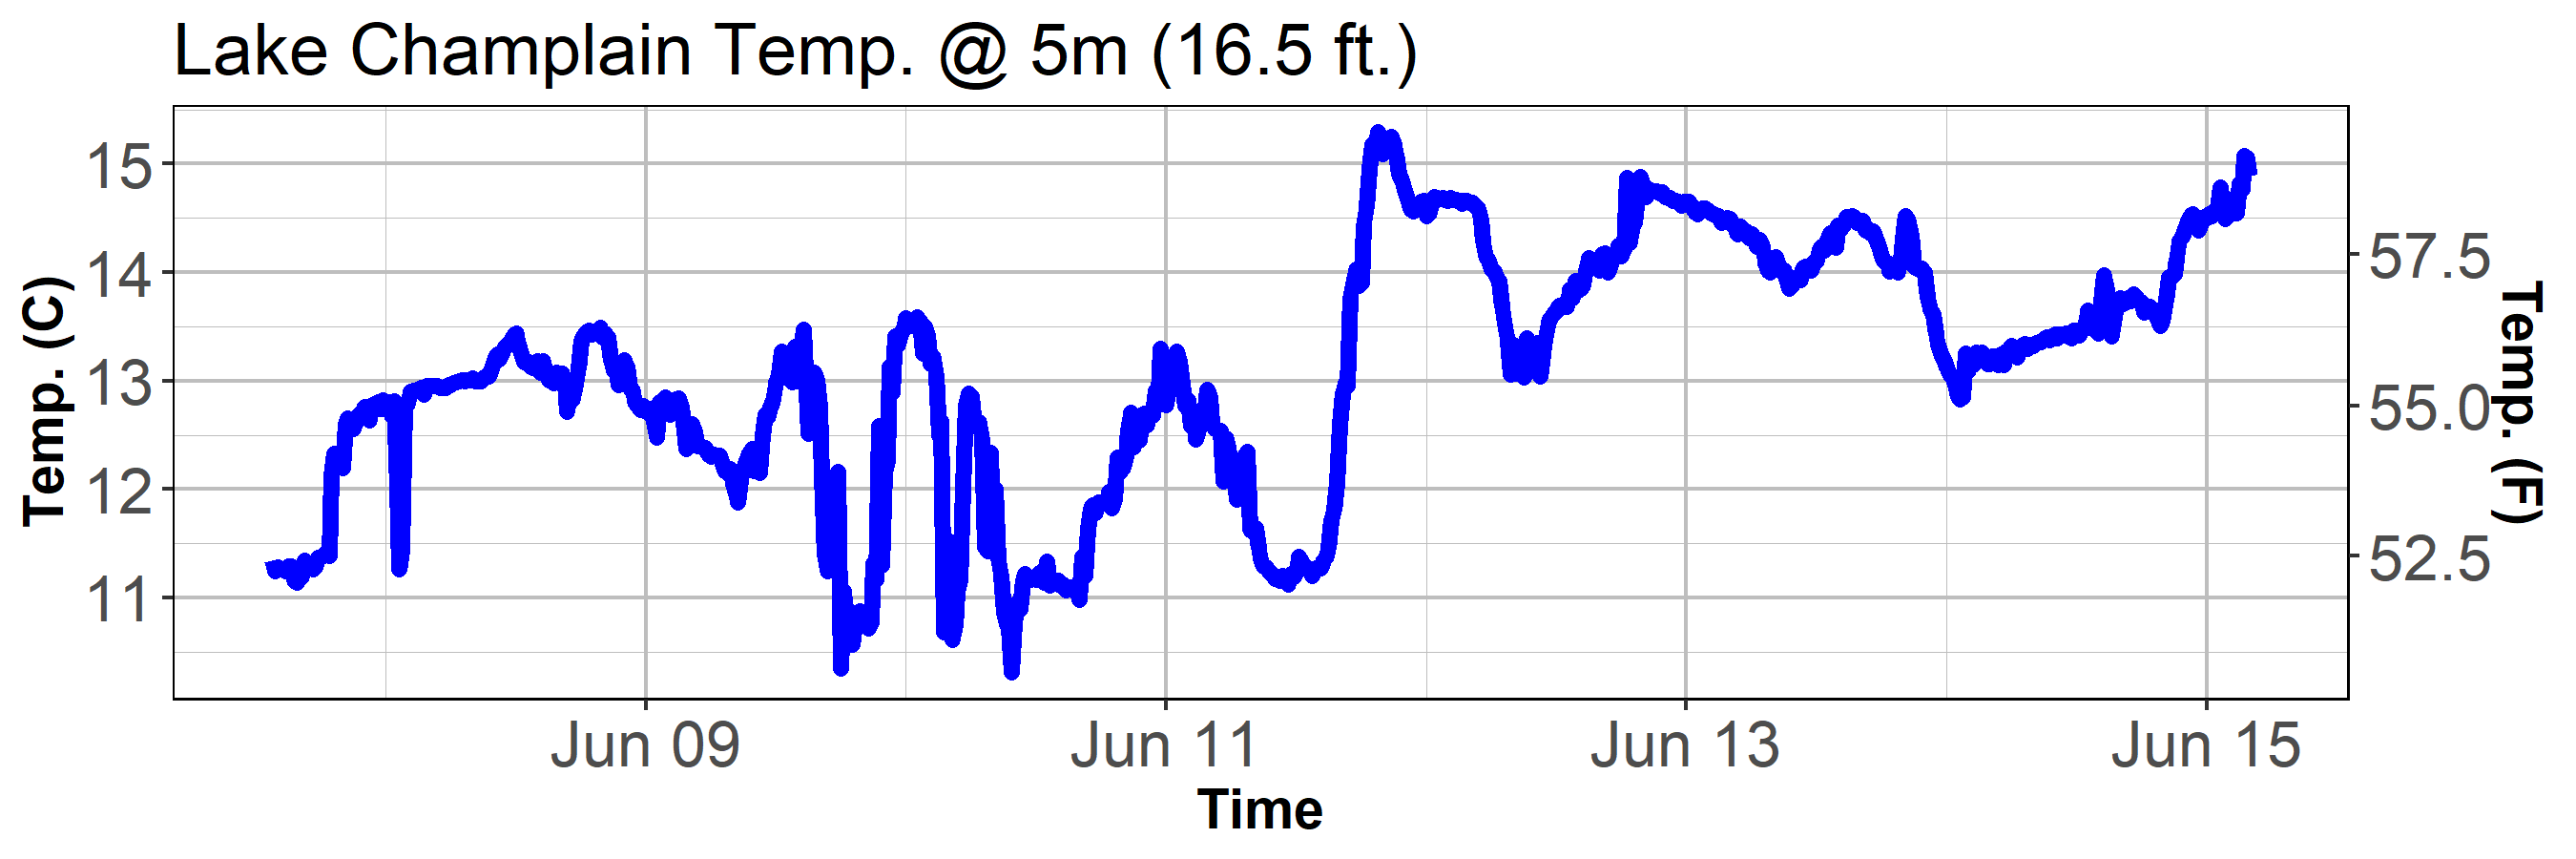 Lake Champlain Temp. @ 5m (16.5 ft.)
Temp. (C)
15
14
13
12
11
57.5
55.0
52.5
Temp. (F)
Jun 09
Jun 11
Jun 13
Jun 15
Time